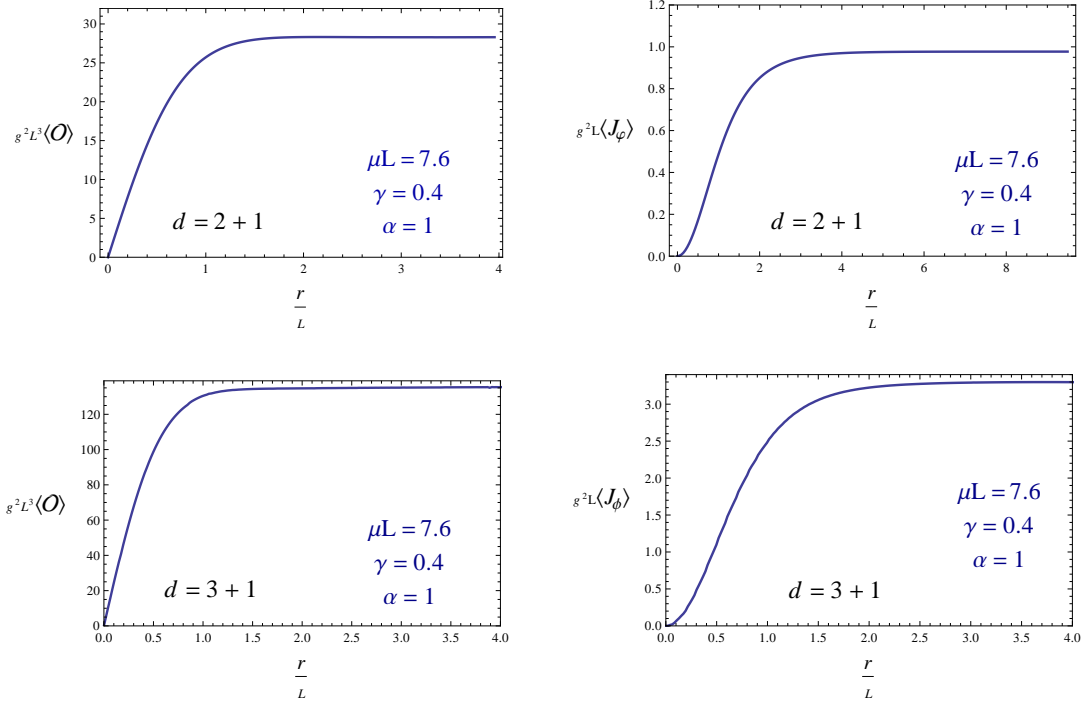 30
25
20
15
10
5
0
g²L³⟨O⟩
μL = 7.6
γ = 0.4
α = 1
d = 2 + 1
0 1 2 3 4
r
L
1.2
1.0
0.8
0.6
0.4
0.2
0.0
g²L⟨J_φ⟩
μL = 7.6
γ = 0.4
α = 1
d = 2 + 1
0 2 4 6 8
r
L
120
100
80
60
40
20
0
g²L³⟨O⟩
μL = 7.6
γ = 0.4
α = 1
d = 3 + 1
0.0 0.5 1.0 1.5 2.0 2.5 3.0 3.5 4.0
r
L
3.0
2.5
2.0
1.5
1.0
0.5
0.0
g²L⟨J_ϕ⟩
μL = 7.6
γ = 0.4
α = 1
d = 3 + 1
0.0 0.5 1.0 1.5 2.0 2.5 3.0 3.5 4.0
r
L